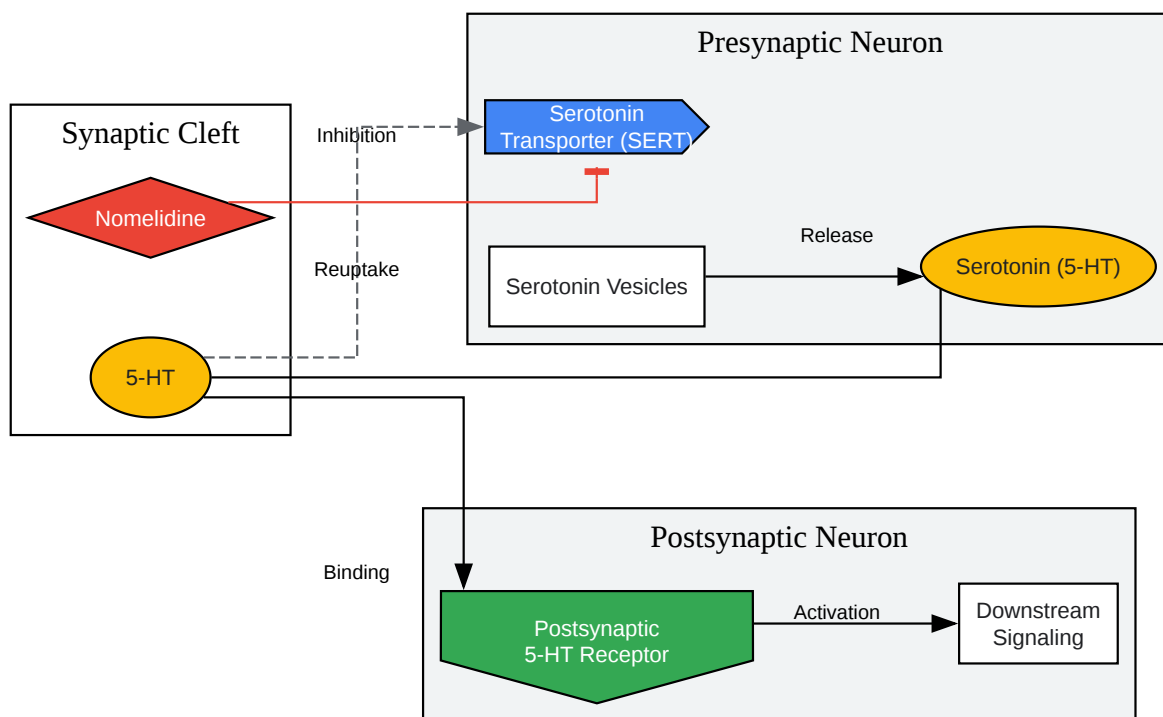 Presynaptic Neuron
Serotonin
Transporter (SERT)
Synaptic Cleft
Inhibition
Nomelidine
Release
Reuptake
Serotonin Vesicles
Serotonin (5-HT)
5-HT
Postsynaptic Neuron
Binding
Postsynaptic
5-HT Receptor
Activation
Downstream
Signaling